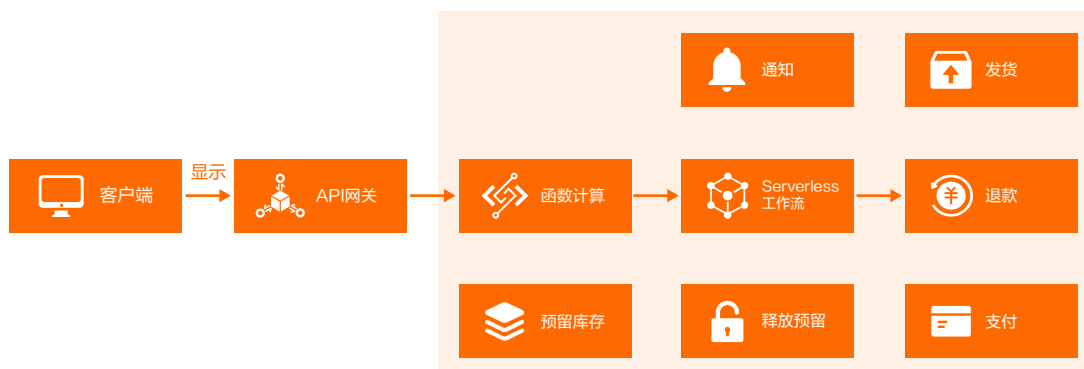 通知
发货
显示
客户端
API网关
函数计算
Serverless
工作流
退款
预留库存
释放预留
支付